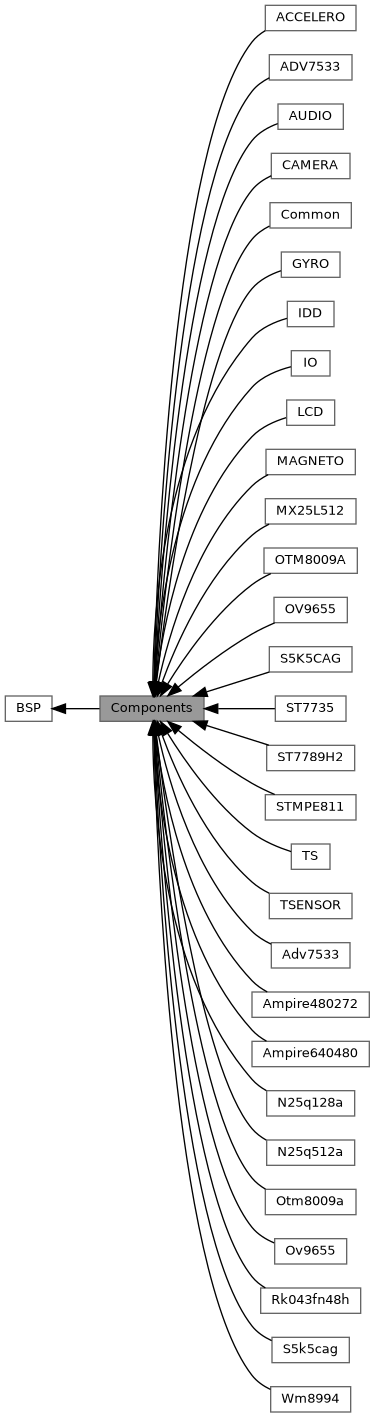 ACCELERO
ADV7533
AUDIO
CAMERA
Common
GYRO
IDD
IO
LCD
MAGNETO
MX25L512
OTM8009A
OV9655
S5K5CAG
BSP
Components
ST7735
ST7789H2
STMPE811
TS
TSENSOR
Adv7533
Ampire480272
Ampire640480
N25q128a
N25q512a
Otm8009a
Ov9655
Rk043fn48h
S5k5cag
Wm8994